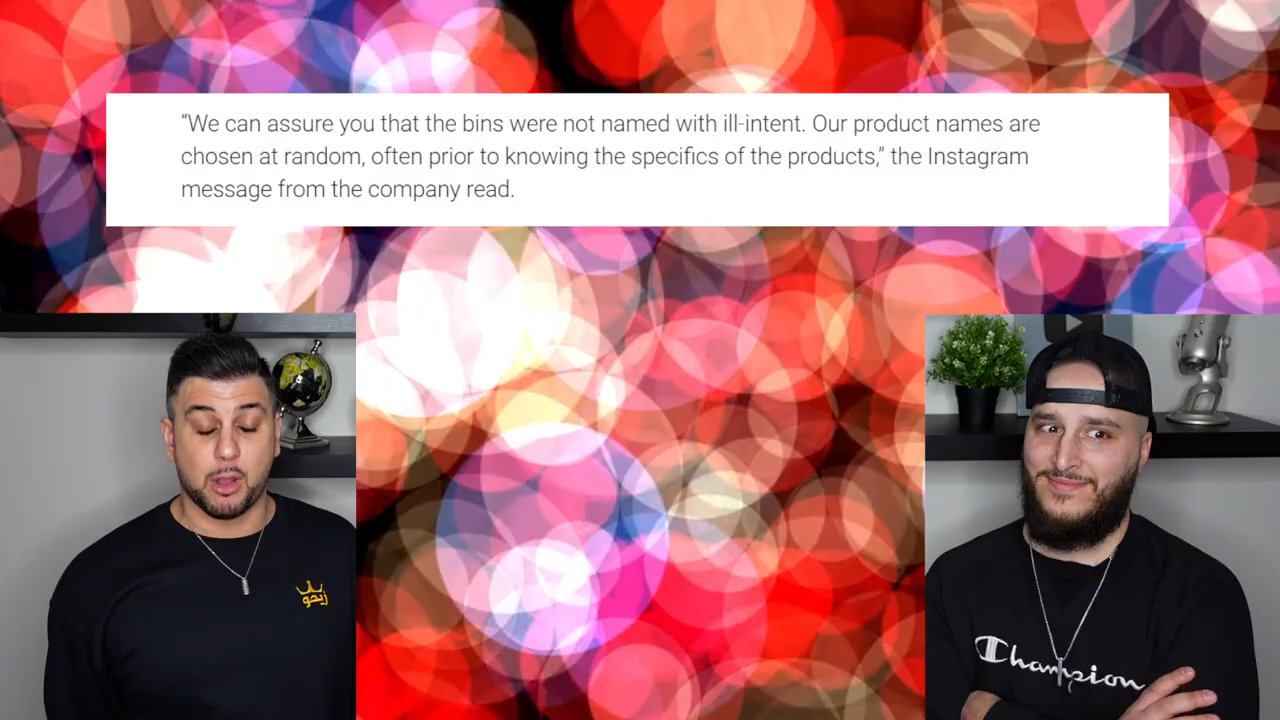 “We can assure you that the bins were not named with ill-intent. Our product names are
chosen at random, often prior to knowing the specifics of the products,” the Instagram
message from the company read.
Champion